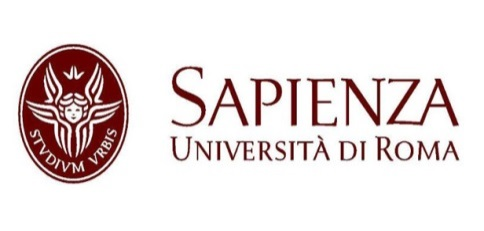 STVDIVM VRBIS
SAPIENZA
UNIVERSITÀ DI ROMA